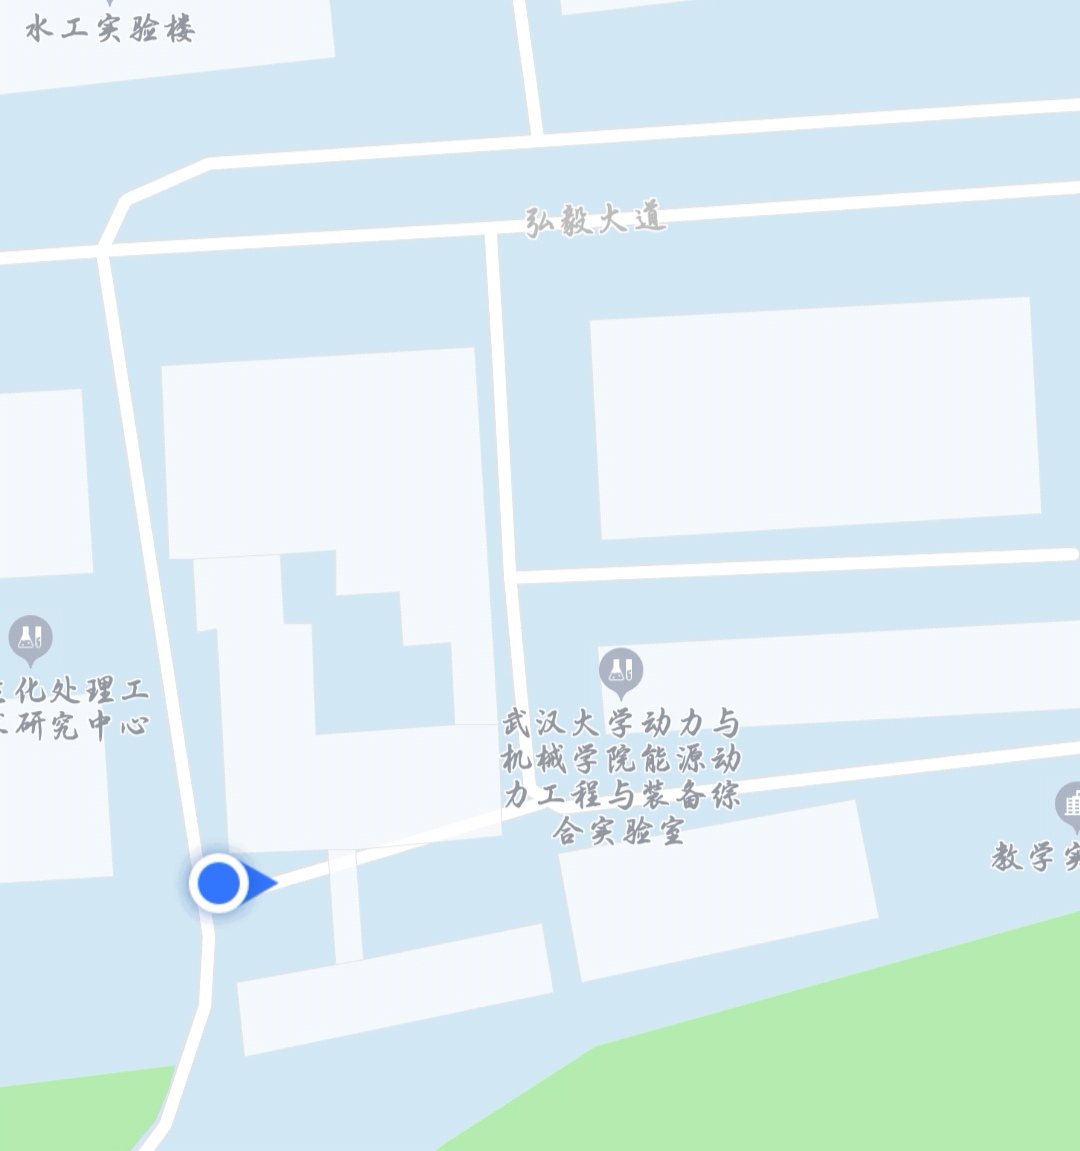 水工实验楼
弘毅大道
化处理工
研究中心
武汉大学动力与
机械学院能源动
力工程与装备综
合实验室
教学实